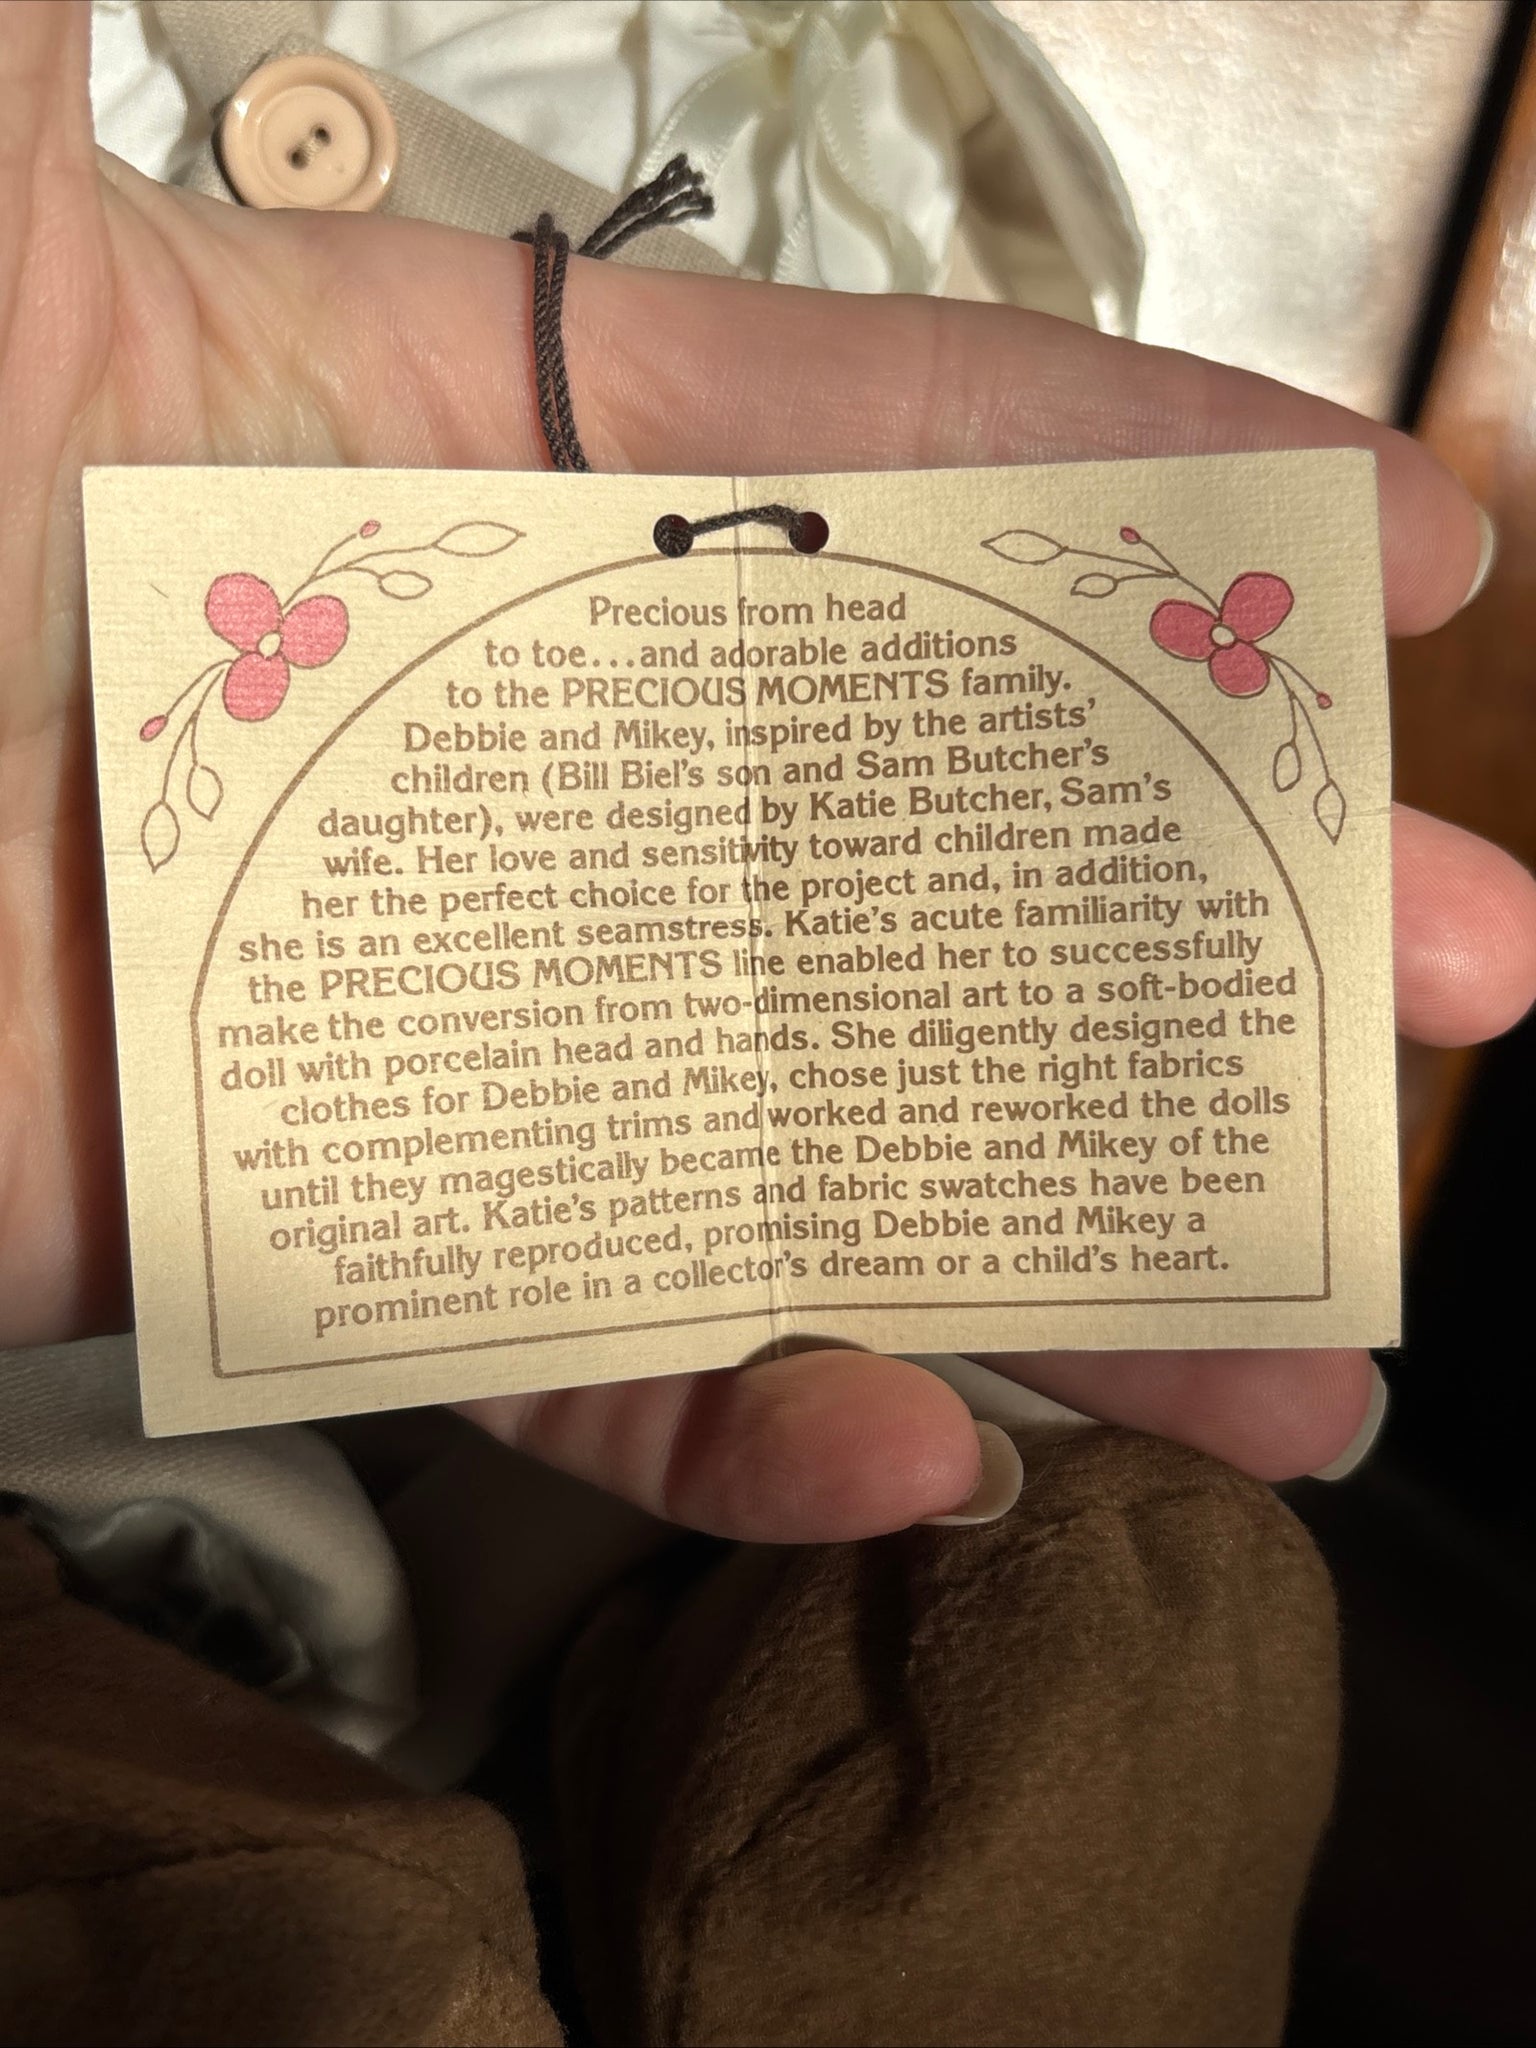 Precious from head
to toe...and adorable additions
to the PRECIOUS MOMENTS family.
Debbie and Mikey, inspired by the artists'
children (Bill Biel's son and Sam Butcher's
daughter), were designed by Katie Butcher, Sam's
wife. Her love and sensitivity toward children made
her the perfect choice for the project and, in addition,
she is an excellent seamstress. Katie's acute familiarity with
the PRECIOUS MOMENTS line enabled her to successfully
make the conversion from two-dimensional art to a soft-bodied
doll with porcelain head and hands. She diligently designed the
clothes for Debbie and Mikey, chose just the right fabrics
with complementing trims and worked and reworked the dolls
until they magestically became the Debbie and Mikey of the
original art. Katie's patterns and fabric swatches have been
faithfully reproduced, promising Debbie and Mikey a
prominent role in a collector's dream or a child's heart.